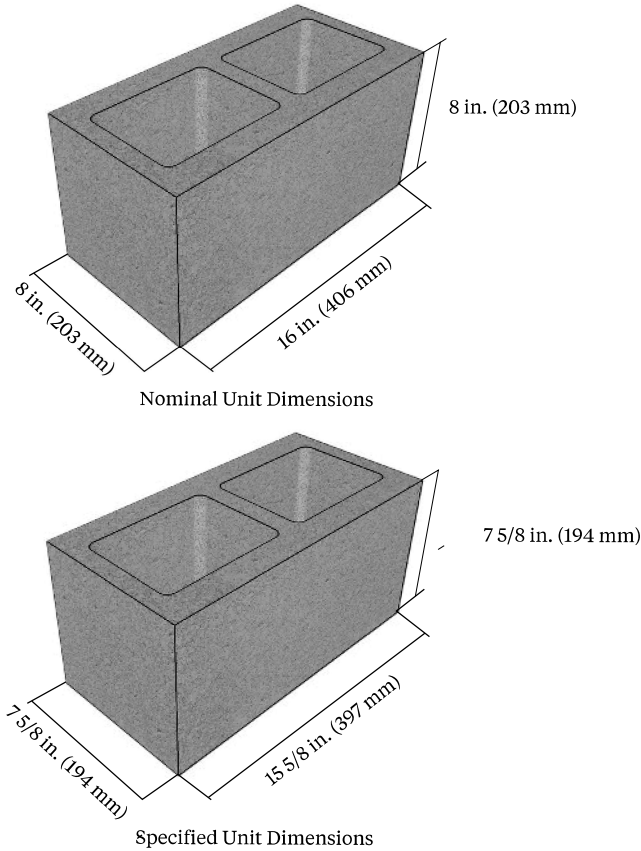 8 in. (203 mm)
8 in. (203 mm)
16 in. (406 mm)
Nominal Unit Dimensions
7 5/8 in. (194 mm)
7 5/8 in. (194 mm)
15 5/8 in. (397 mm)
Specified Unit Dimensions